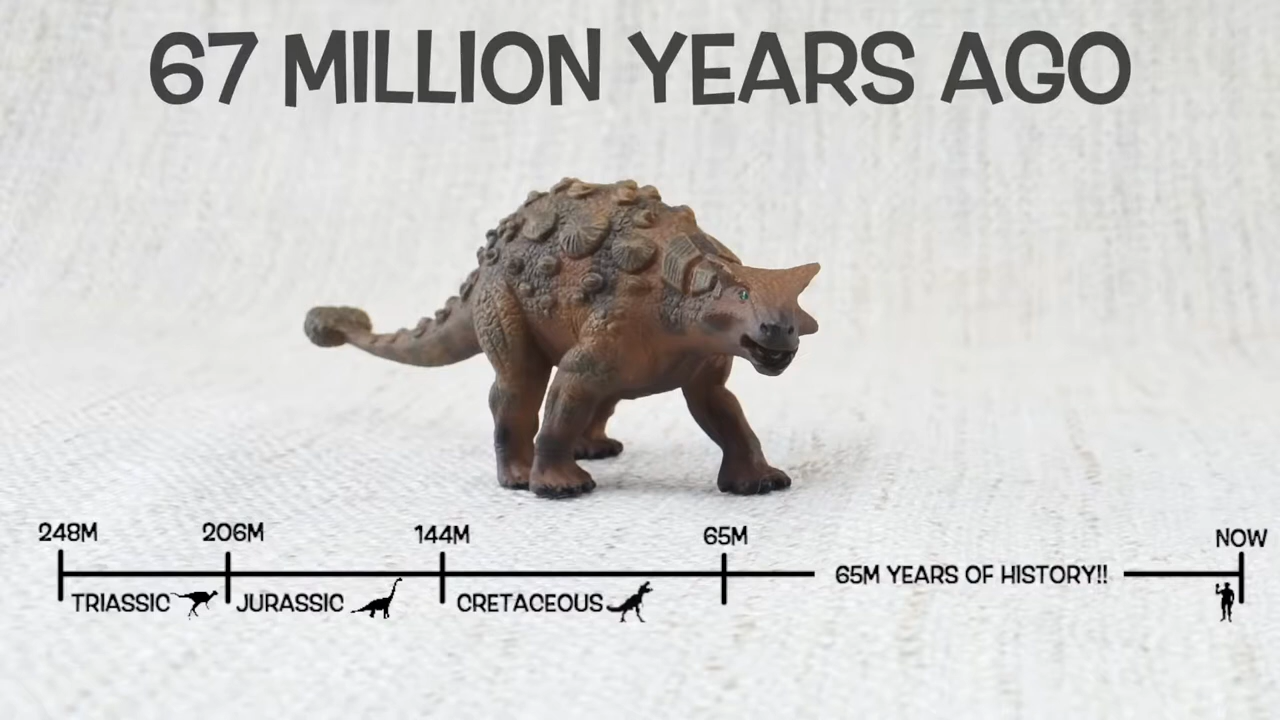 67 MILLION YEARS AGO
248M 206M 144M 65M NOW
65M YEARS OF HISTORY!!
TRIASSIC JURASSIC CRETACEOUS